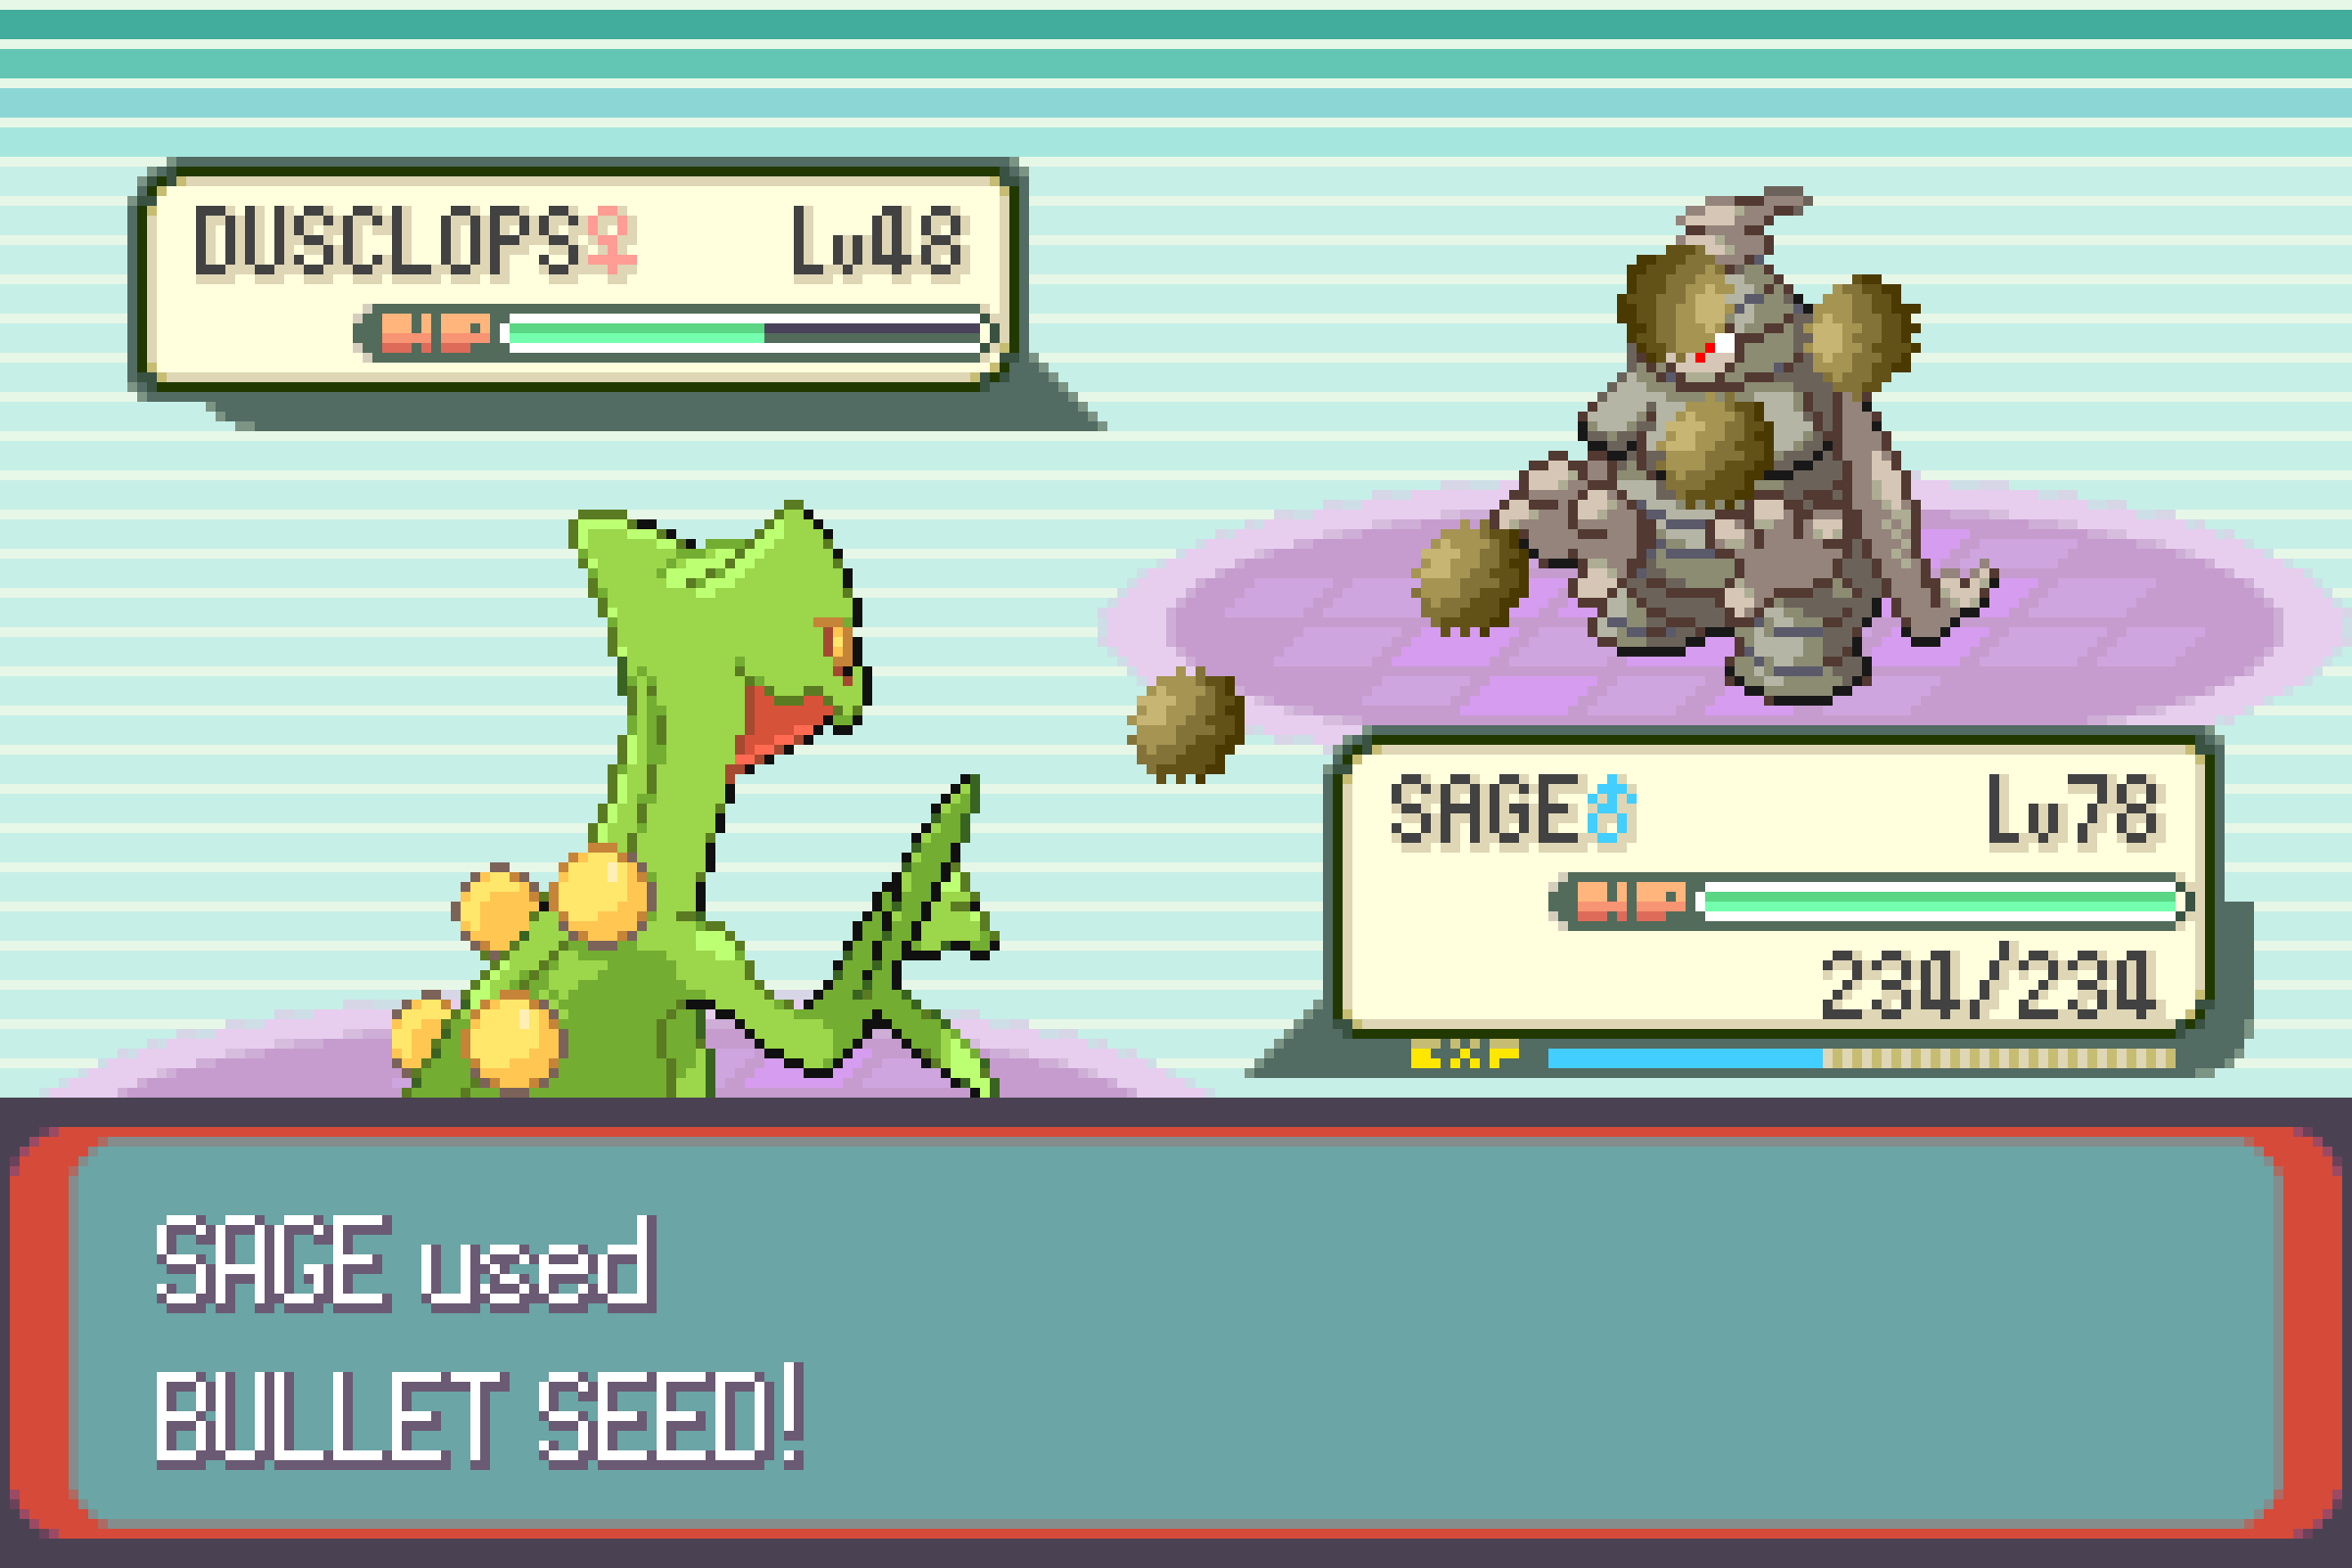 DUSCLOPS♀ Lv48
HP
SAGE♂ Lv78
HP
234/234
EXP
SAGE used
BULLET SEED!